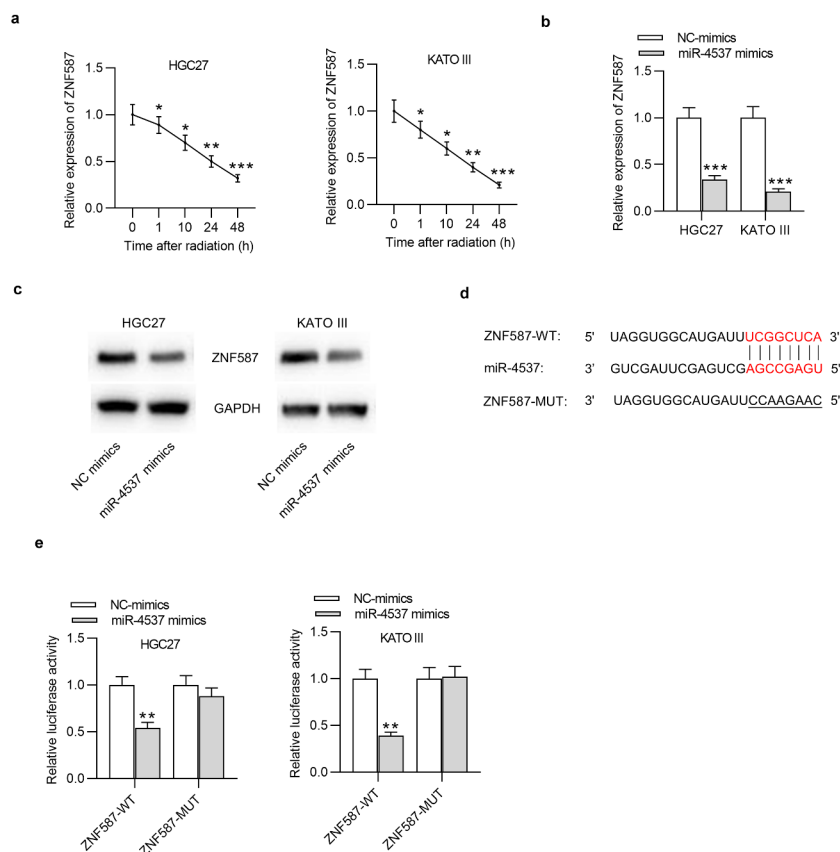 a
HGC27
Relative expression of ZNF587
1.5
1.0
0.5
0.0
*
*
**
***
0 1 10 24 48
Time after radiation (h)
KATO III
Relative expression of ZNF587
1.5
1.0
0.5
0.0
*
*
**
***
0 1 10 24 48
Time after radiation (h)
b
NC-mimics
miR-4537 mimics
Relative expression of ZNF587
1.5
1.0
0.5
0.0
***
***
HGC27 KATO III
c
HGC27 KATO III
ZNF587
GAPDH
NC mimics
miR-4537 mimics
NC mimics
miR-4537 mimics
d
ZNF587-WT: 5' UAGGUGGCAUGAUUUCGGCUCA 3'
miR-4537: 3' GUCGAUUCGAGUCGAGCCGAGU 5'
ZNF587-MUT: 3' UAGGUGGCAUGAUUCCAAGAAC 5'
e
NC-mimics
miR-4537 mimics
HGC27
Relative luciferase activity
1.5
1.0
0.5
0.0
**
ZNF587-WT
ZNF587-MUT
NC-mimics
miR-4537 mimics
KATO III
Relative luciferase activity
1.5
1.0
0.5
0.0
**
ZNF587-WT
ZNF587-MUT